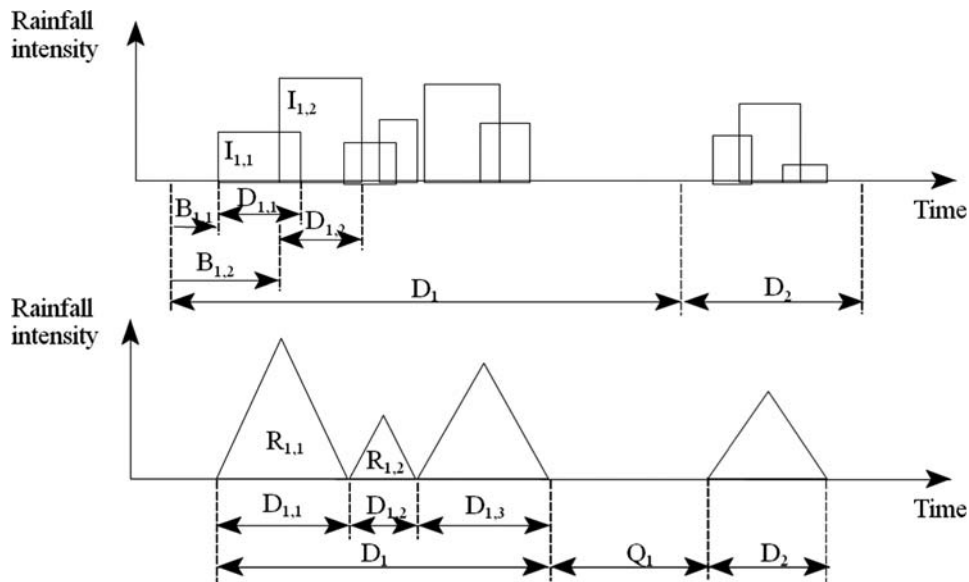 Rainfall
intensity
I₁,₂
I₁,₁
B₁,₁ D₁,₁ D₁,₂ Time
B₁,₂
D₁ D₂
Rainfall
intensity
R₁,₁ R₁,₂
D₁,₁ D₁,₂ D₁,₃ Time
D₁ Q₁ D₂